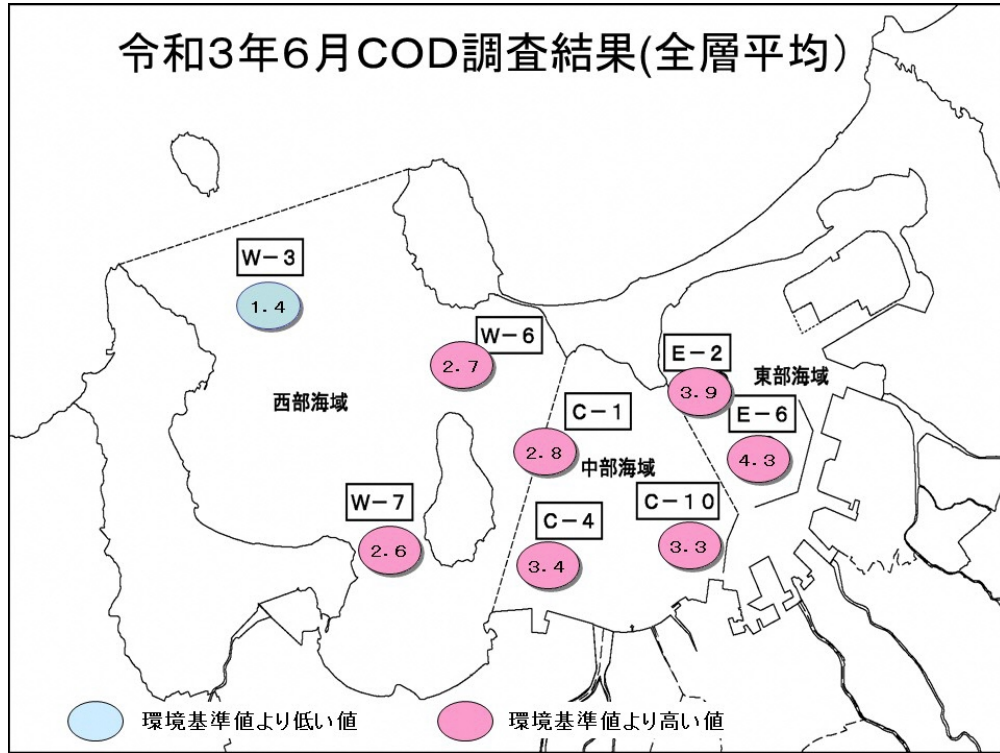 令和3年6月COD調査結果(全層平均)
W-3
1.4
W-6
2.7
E-2
3.9
東部海域
西部海域
C-1
2.8
E-6
4.3
中部海域
W-7
2.6
C-4
3.4
C-10
3.3
環境基準値より低い値
環境基準値より高い値